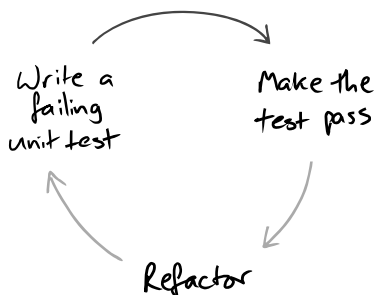 Write a
failing
unit test
Make the
test pass
Refactor